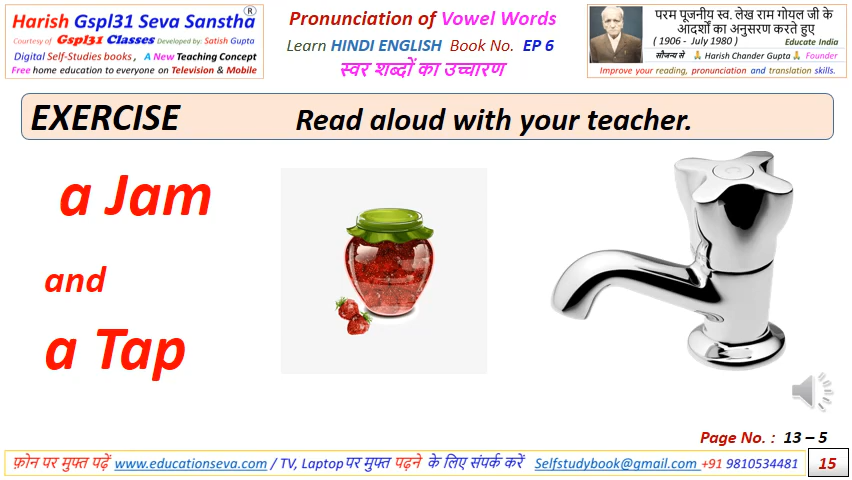 Harish Gspl31 Seva Sanstha ®
Courtesy of Gspl31 Classes Developed by: Satish Gupta
Digital Self-Studies books , A New Teaching Concept
Free home education to everyone on Television & Mobile
Pronunciation of Vowel Words
Learn HINDI ENGLISH Book No. EP 6
स्वर शब्दों का उच्चारण
परम पूजनीय स्व. लेख राम गोयल जी के
आदर्शों का अनुसरण करते हुए
( 1906 - July 1980 ) Educate India
सौजन्य से 🙏 Harish Chander Gupta 🙏 Founder
Improve your reading, pronunciation and translation skills.
EXERCISE Read aloud with your teacher.
a Jam
and
a Tap
Page No. : 13 – 5
फ़ोन पर मुफ्त पढ़ें www.educationseva.com / TV, Laptop पर मुफ्त पढ़ने के लिए संपर्क करें Selfstudybook@gmail.com +91 9810534481 15